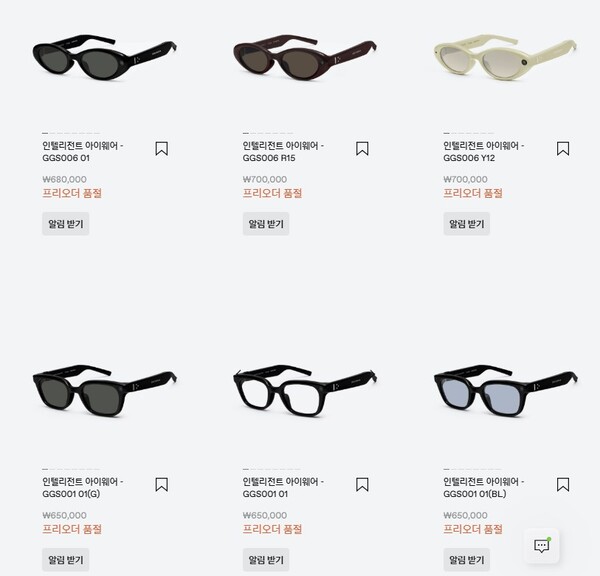 인텔리전트 아이웨어 -
GGS006 01
₩680,000
프리오더 품절
알림 받기
인텔리전트 아이웨어 -
GGS006 R15
₩700,000
프리오더 품절
알림 받기
인텔리전트 아이웨어 -
GGS006 Y12
₩700,000
프리오더 품절
알림 받기
인텔리전트 아이웨어 -
GGS001 01(G)
₩650,000
프리오더 품절
알림 받기
인텔리전트 아이웨어 -
GGS001 01
₩650,000
프리오더 품절
알림 받기
인텔리전트 아이웨어 -
GGS001 01(BL)
₩650,000
프리오더 품절
알림 받기